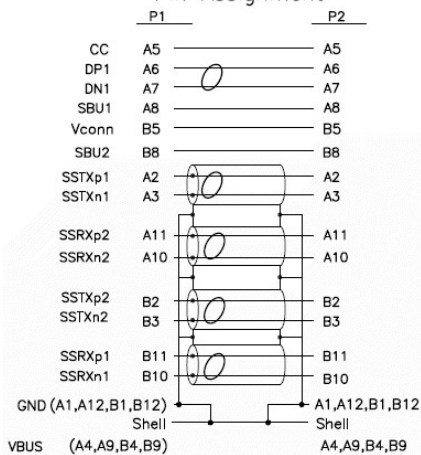 P1 P2
CC A5 A5
DP1 A6 A6
DN1 A7 A7
SBU1 A8 A8
Vconn B5 B5
SBU2 B8 B8
SSTXp1 A2 A2
SSTXn1 A3 A3
SSRXp2 A11 A11
SSRXn2 A10 A10
SSTXp2 B2 B2
SSTXn2 B3 B3
SSRXp1 B11 B11
SSRXn1 B10 B10
GND (A1,A12,B1,B12) A1,A12,B1,B12
Shell Shell
VBUS (A4,A9,B4,B9) A4,A9,B4,B9